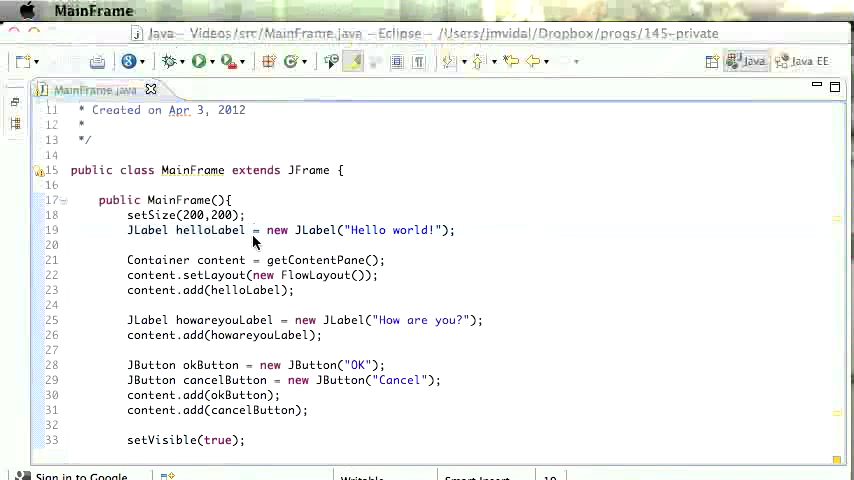 MainFrame
Java - Videos/src/MainFrame.java - Eclipse - /Users/jmvidal/Dropbox/progs/145-private
Java
Java EE
MainFrame.java
11 * Created on Apr 3, 2012
12 *
13 */
14
15 public class MainFrame extends JFrame {
16
17 public MainFrame(){
18 setSize(200,200);
19 JLabel helloLabel = new JLabel("Hello world!");
20
21 Container content = getContentPane();
22 content.setLayout(new FlowLayout());
23 content.add(helloLabel);
24
25 JLabel howareyouLabel = new JLabel("How are you?");
26 content.add(howareyouLabel);
27
28 JButton okButton = new JButton("OK");
29 JButton cancelButton = new JButton("Cancel");
30 content.add(okButton);
31 content.add(cancelButton);
32
33 setVisible(true);
Sign in to Google
Writable
Smart Insert